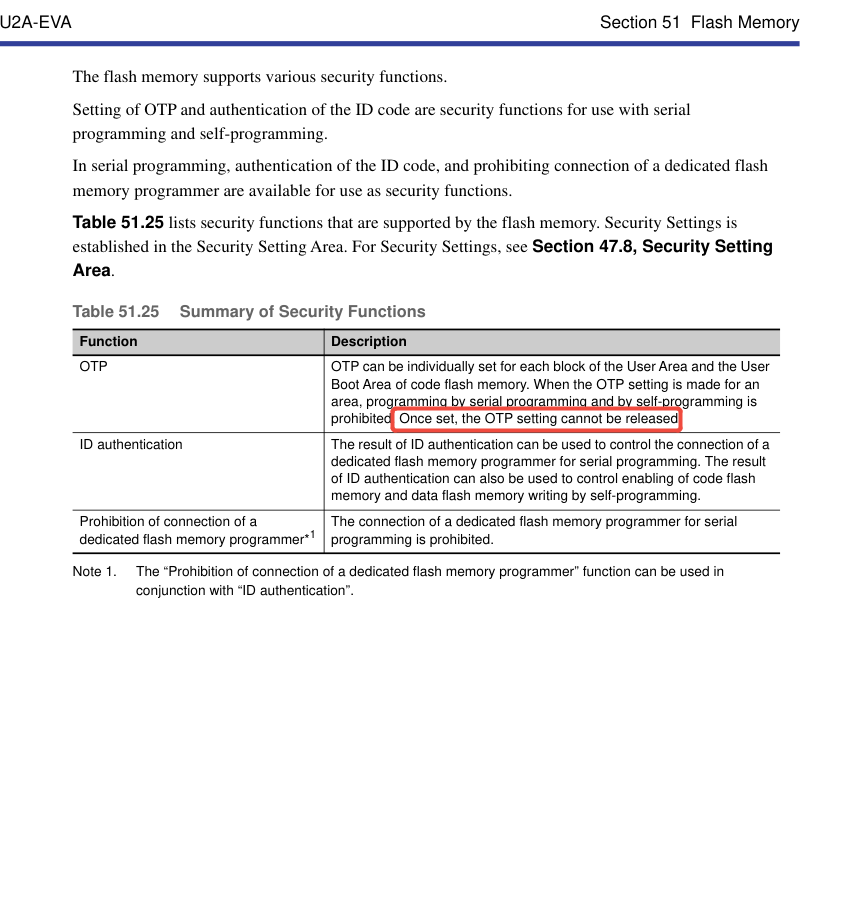 U2A-EVA
Section 51 Flash Memory
The flash memory supports various security functions.
Setting of OTP and authentication of the ID code are security functions for use with serial
programming and self-programming.
In serial programming, authentication of the ID code, and prohibiting connection of a dedicated flash
memory programmer are available for use as security functions.
Table 51.25 lists security functions that are supported by the flash memory. Security Settings is
established in the Security Setting Area. For Security Settings, see Section 47.8, Security Setting
Area.
Table 51.25 Summary of Security Functions
Function
Description
OTP
OTP can be individually set for each block of the User Area and the User
Boot Area of code flash memory. When the OTP setting is made for an
area, programming by serial programming and by self-programming is
prohibited. Once set, the OTP setting cannot be released
ID authentication
The result of ID authentication can be used to control the connection of a
dedicated flash memory programmer for serial programming. The result
of ID authentication can also be used to control enabling of code flash
memory and data flash memory writing by self-programming.
Prohibition of connection of a
dedicated flash memory programmer*1
The connection of a dedicated flash memory programmer for serial
programming is prohibited.
Note 1. The “Prohibition of connection of a dedicated flash memory programmer” function can be used in
conjunction with “ID authentication”.